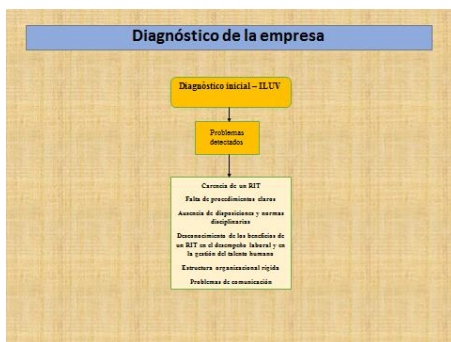 Diagnóstico de la empresa
Diagnóstico inicial – ILUV
Problemas
detectados
Carencia de un RIT
Falta de procedimientos claros
Ausencia de disposiciones y normas
disciplinarias
Desconocimiento de los beneficios de
un RIT en el desempeño laboral y en
la gestión del talento humano
Estructura organizacional rígida
Problemas de comunicación